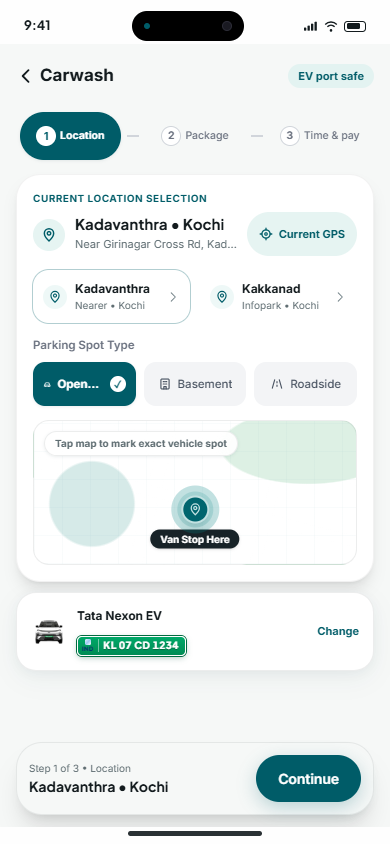 9:41
Carwash
EV port safe
1 Location
2 Package
3 Time & pay
CURRENT LOCATION SELECTION
Kadavanthra • Kochi
Near Girinagar Cross Rd, Kad...
Current GPS
Kadavanthra
Nearer • Kochi
Kakkanad
Infopark • Kochi
Parking Spot Type
Open...
Basement
Roadside
Tap map to mark exact vehicle spot
Van Stop Here
Tata Nexon EV
IND KL 07 CD 1234
Change
Step 1 of 3 • Location
Kadavanthra • Kochi
Continue